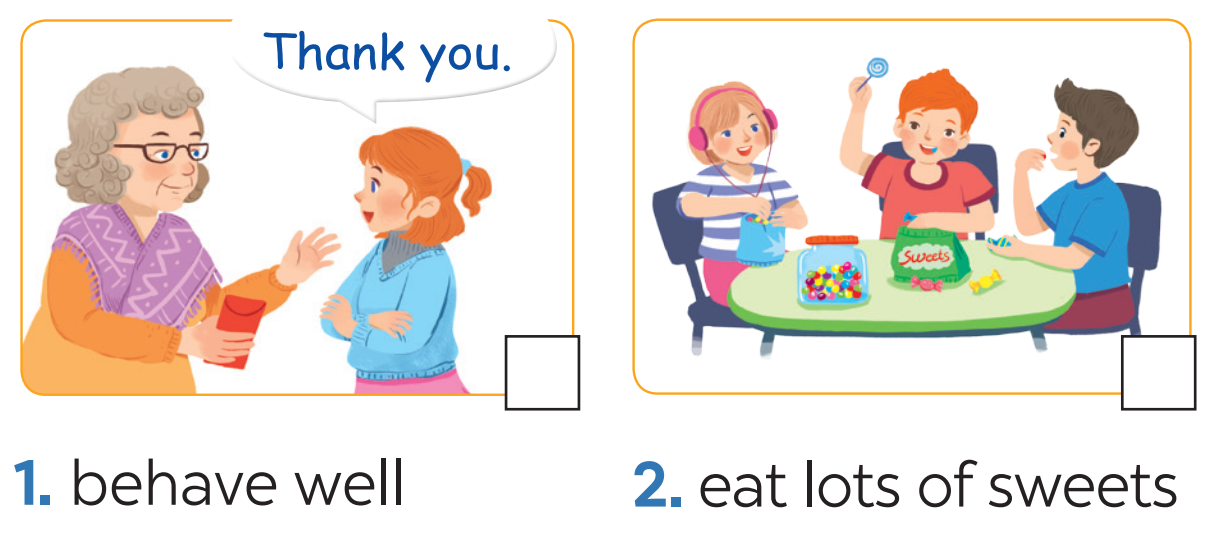 Thank you.
Sweets
1. behave well
2. eat lots of sweets